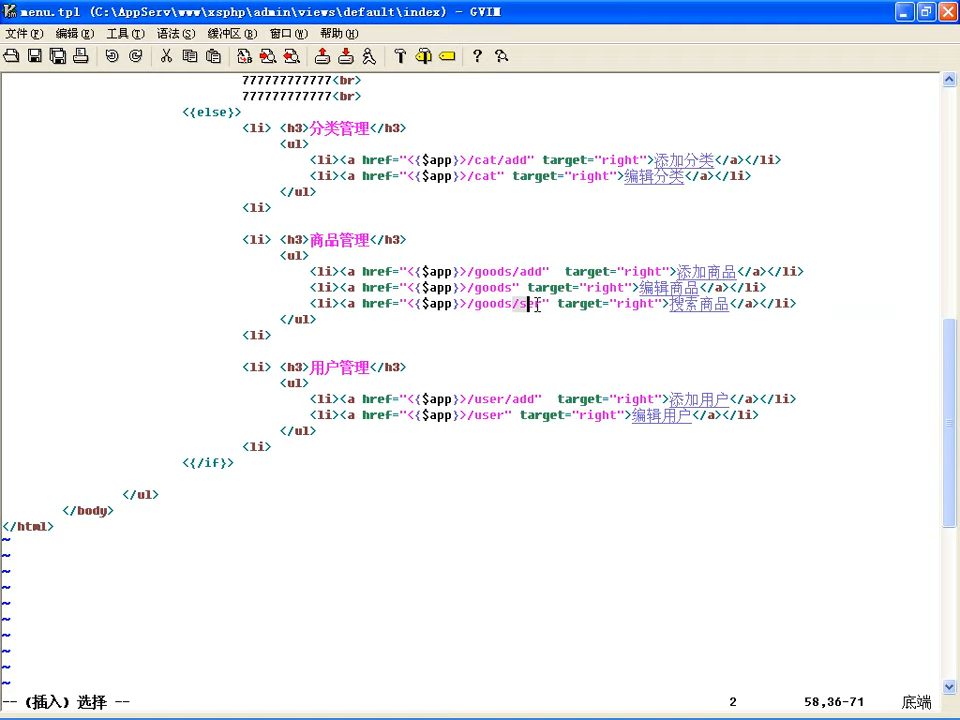 menu.tpl (C:\AppServ\www\xsphp\admin\views\default\index) - GVIM
文件(F) 编辑(E) 工具(T) 语法(S) 缓冲区(B) 窗口(W) 帮助(H)
777777777777<br>
777777777777<br>
<{else}>
<li> <h3>分类管理</h3>
<ul>
<li><a href="<{$app}>/cat/add" target="right">添加分类</a></li>
<li><a href="<{$app}>/cat" target="right">编辑分类</a></li>
</ul>
<li>
<li> <h3>商品管理</h3>
<ul>
<li><a href="<{$app}>/goods/add"  target="right">添加商品</a></li>
<li><a href="<{$app}>/goods" target="right">编辑商品</a></li>
<li><a href="<{$app}>/goods/ser" target="right">搜索商品</a></li>
</ul>
<li>
<li> <h3>用户管理</h3>
<ul>
<li><a href="<{$app}>/user/add"  target="right">添加用户</a></li>
<li><a href="<{$app}>/user" target="right">编辑用户</a></li>
</ul>
<li>
<{/if}>
</ul>
</body>
</html>
~
~
~
~
~
~
~
~
~
~
-- (插入) 选择 -- 2 58,36-71 底端